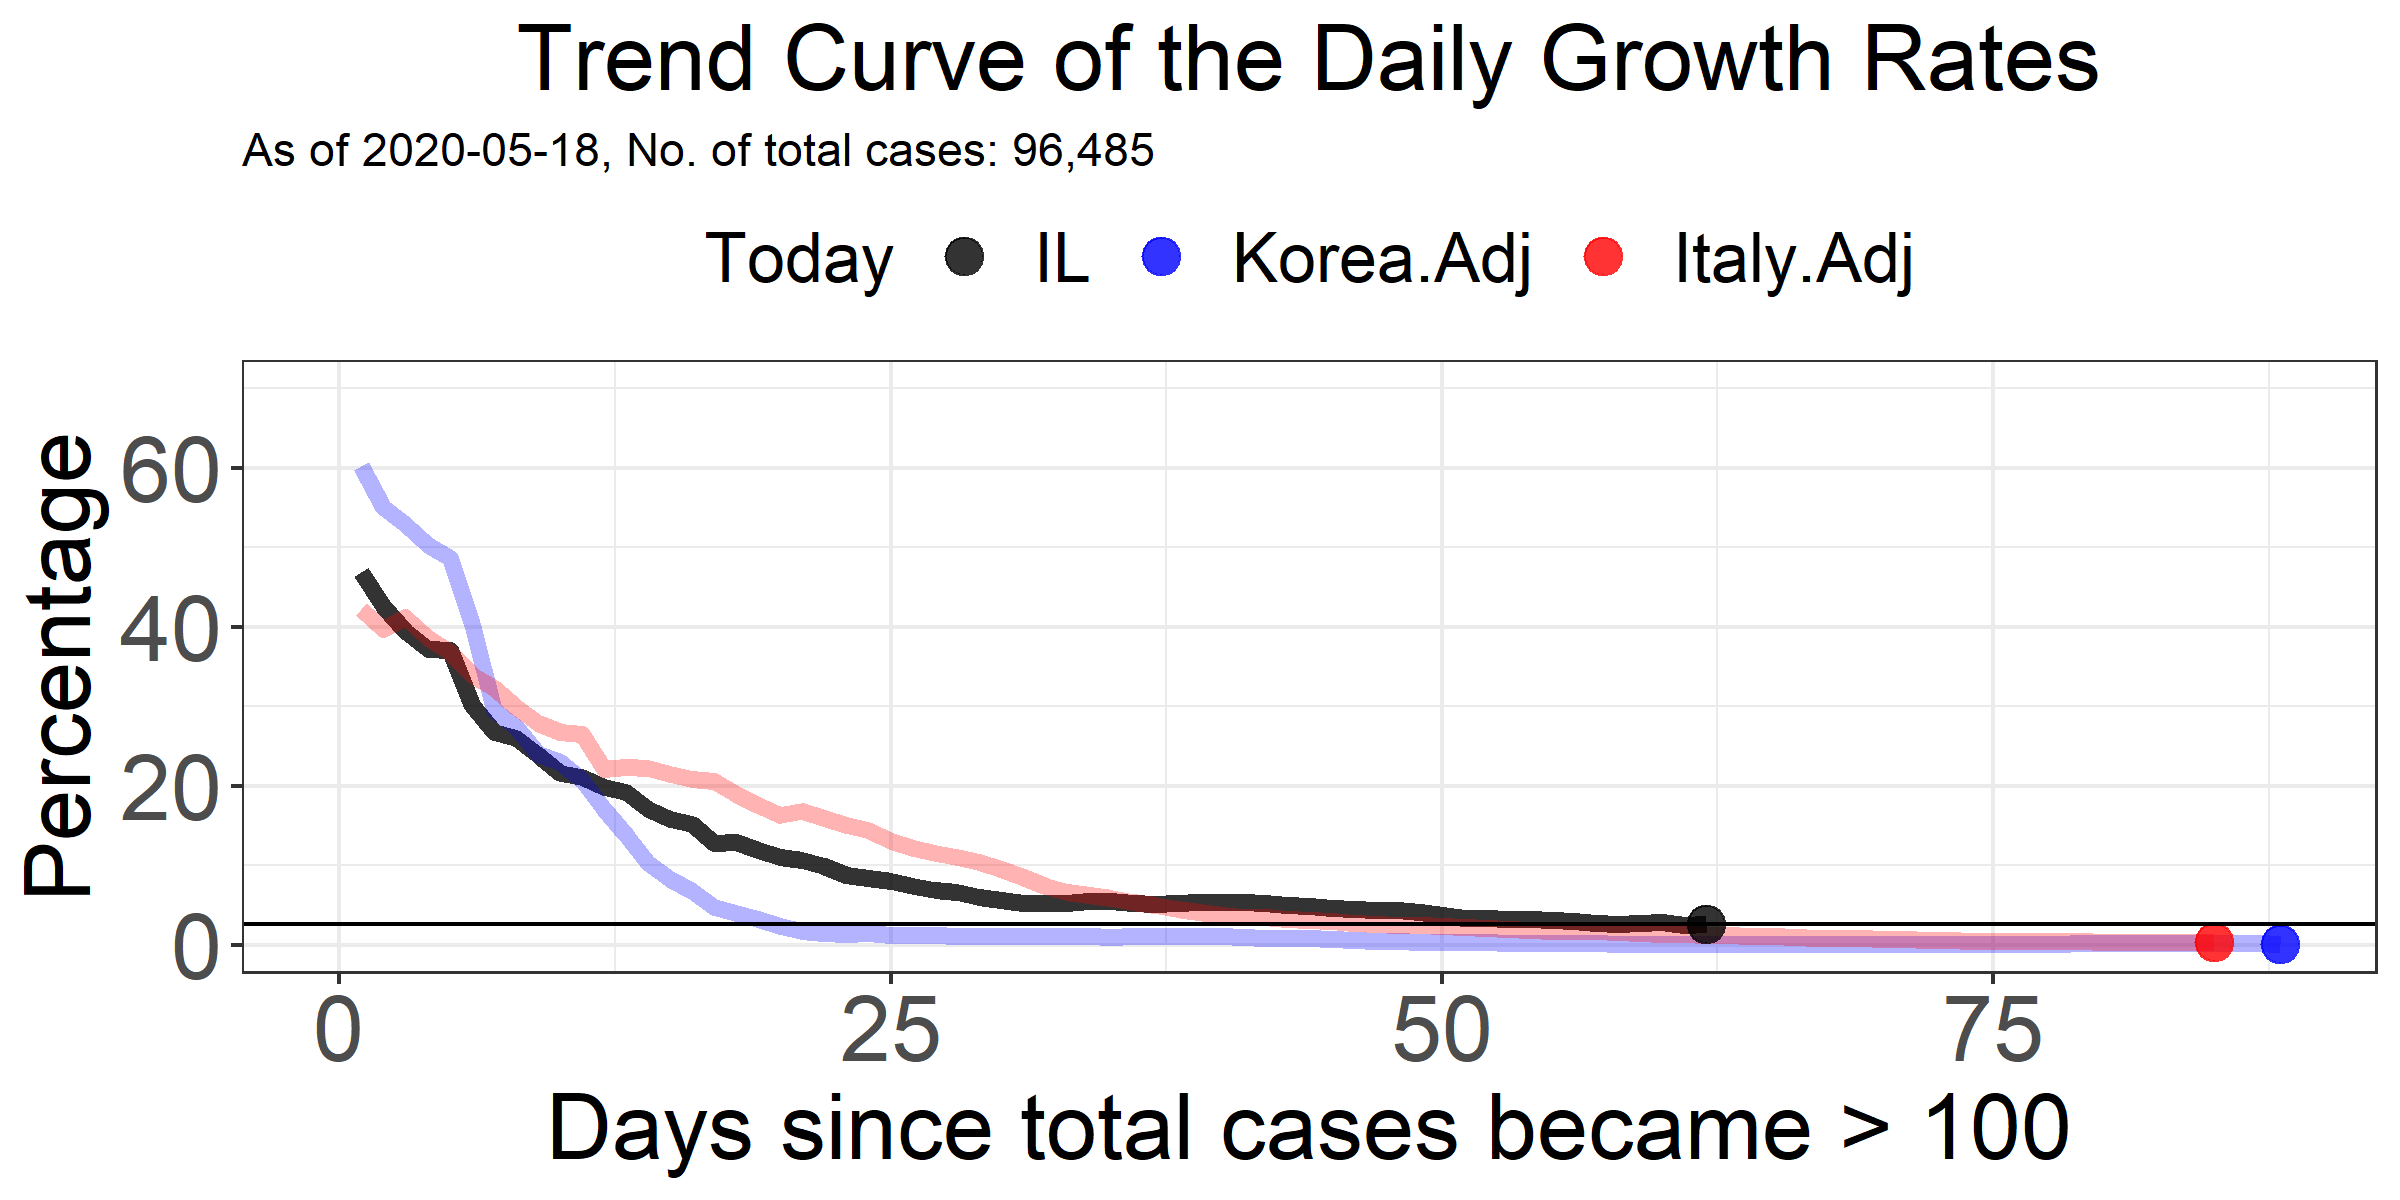 Trend Curve of the Daily Growth Rates
As of 2020-05-18, No. of total cases: 96,485
Today IL Korea.Adj Italy.Adj
Percentage
60
40
20
0
0 25 50 75
Days since total cases became > 100